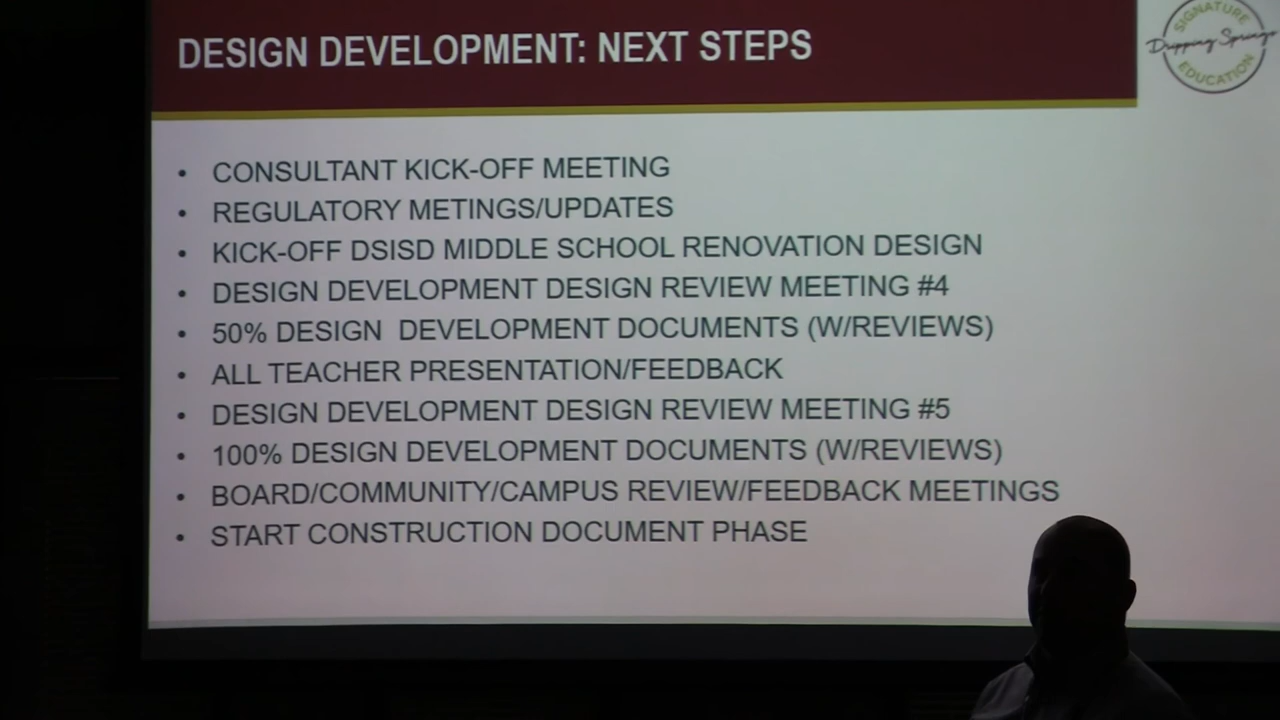 DESIGN DEVELOPMENT: NEXT STEPS
SIGNATURE
Dripping Springs
EDUCATION
• CONSULTANT KICK-OFF MEETING
• REGULATORY METINGS/UPDATES
• KICK-OFF DSISD MIDDLE SCHOOL RENOVATION DESIGN
• DESIGN DEVELOPMENT DESIGN REVIEW MEETING #4
• 50% DESIGN  DEVELOPMENT DOCUMENTS (W/REVIEWS)
• ALL TEACHER PRESENTATION/FEEDBACK
• DESIGN DEVELOPMENT DESIGN REVIEW MEETING #5
• 100% DESIGN DEVELOPMENT DOCUMENTS (W/REVIEWS)
• BOARD/COMMUNITY/CAMPUS REVIEW/FEEDBACK MEETINGS
• START CONSTRUCTION DOCUMENT PHASE